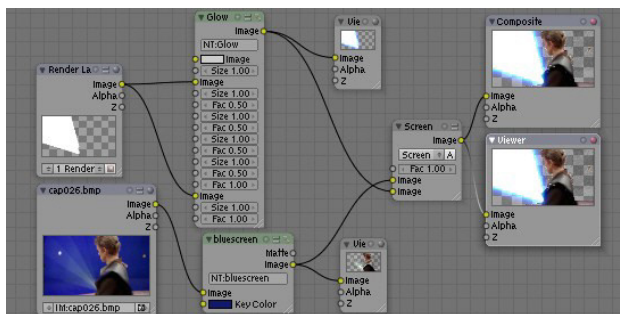 Render La
Image
Alpha
Z
1 Render
cap026.bmp
Image
Alpha
Z
IM:cap026.bmp
Glow
Image
NT:Glow
Image
Size 1.00
Size 1.00
Image
Size 1.00
Fac 0.50
Size 1.00
Fac 0.50
Size 1.00
Fac 0.50
Size 1.00
Fac 1.00
Image
Size 1.00
Fac 1.00
bluescreen
Matte
Image
NT:bluescreen
Image
Key Color
Vie
Image
Alpha
Z
Vie
Image
Alpha
Z
Screen
Image
Screen A
Fac 1.00
Image
Image
Composite
Image
Alpha
Z
Viewer
Image
Alpha
Z